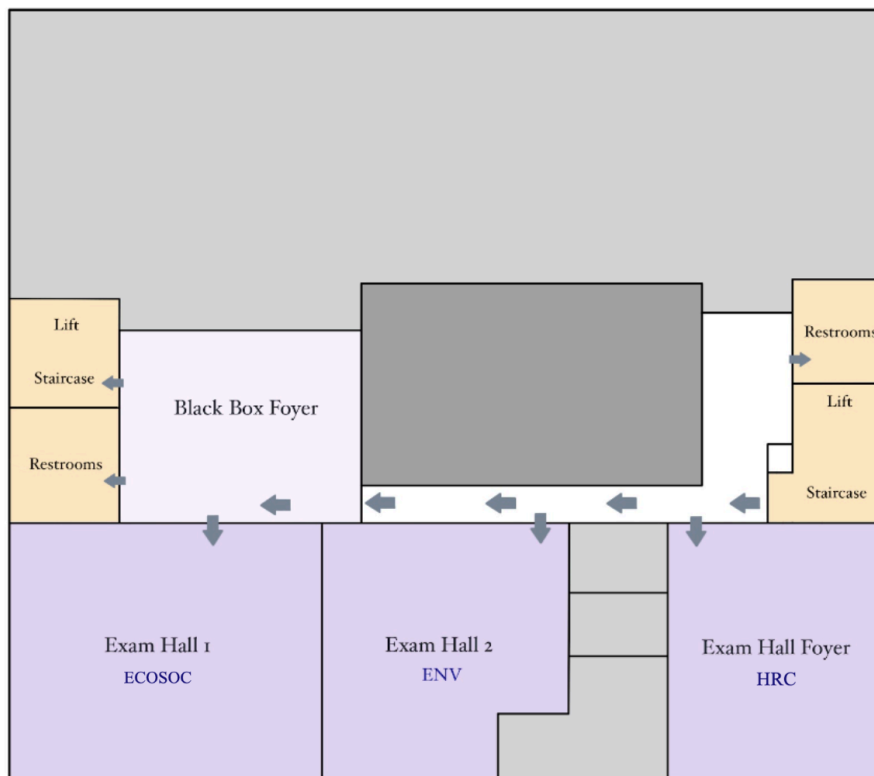 Lift
Staircase
Restrooms
Black Box Foyer
Restrooms
Lift
Staircase
Exam Hall 1
ECOSOC
Exam Hall 2
ENV
Exam Hall Foyer
HRC